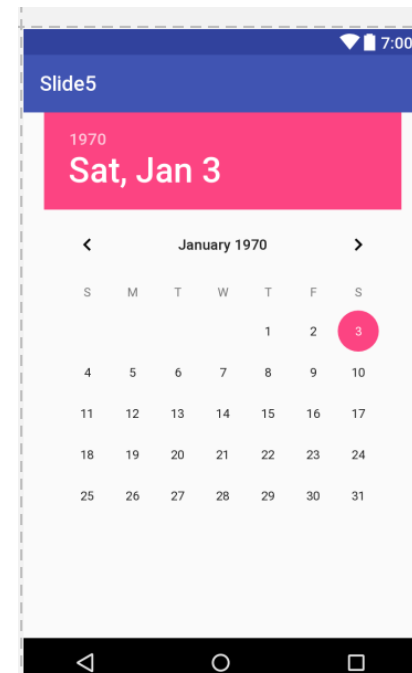 7:00
Slide5
1970
Sat, Jan 3
January 1970
S M T W T F S
1 2 3
4 5 6 7 8 9 10
11 12 13 14 15 16 17
18 19 20 21 22 23 24
25 26 27 28 29 30 31